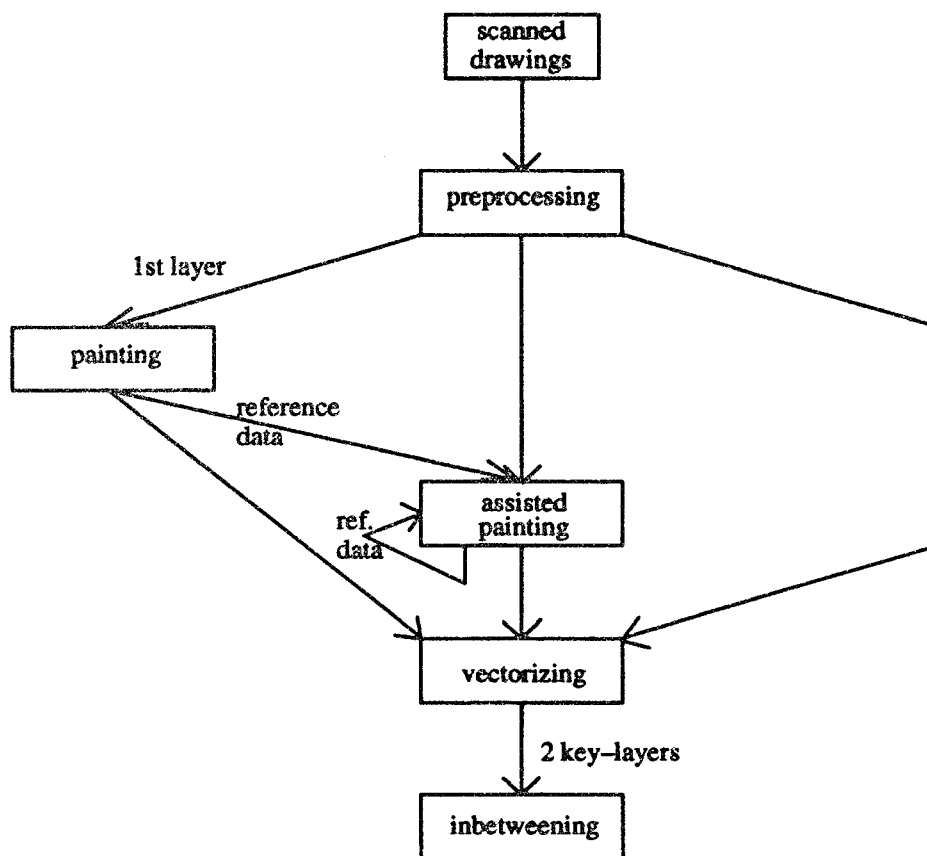 scanned
drawings
preprocessing
1st layer
painting
reference
data
assisted
painting
ref.
data
vectorizing
2 key–layers
inbetweening